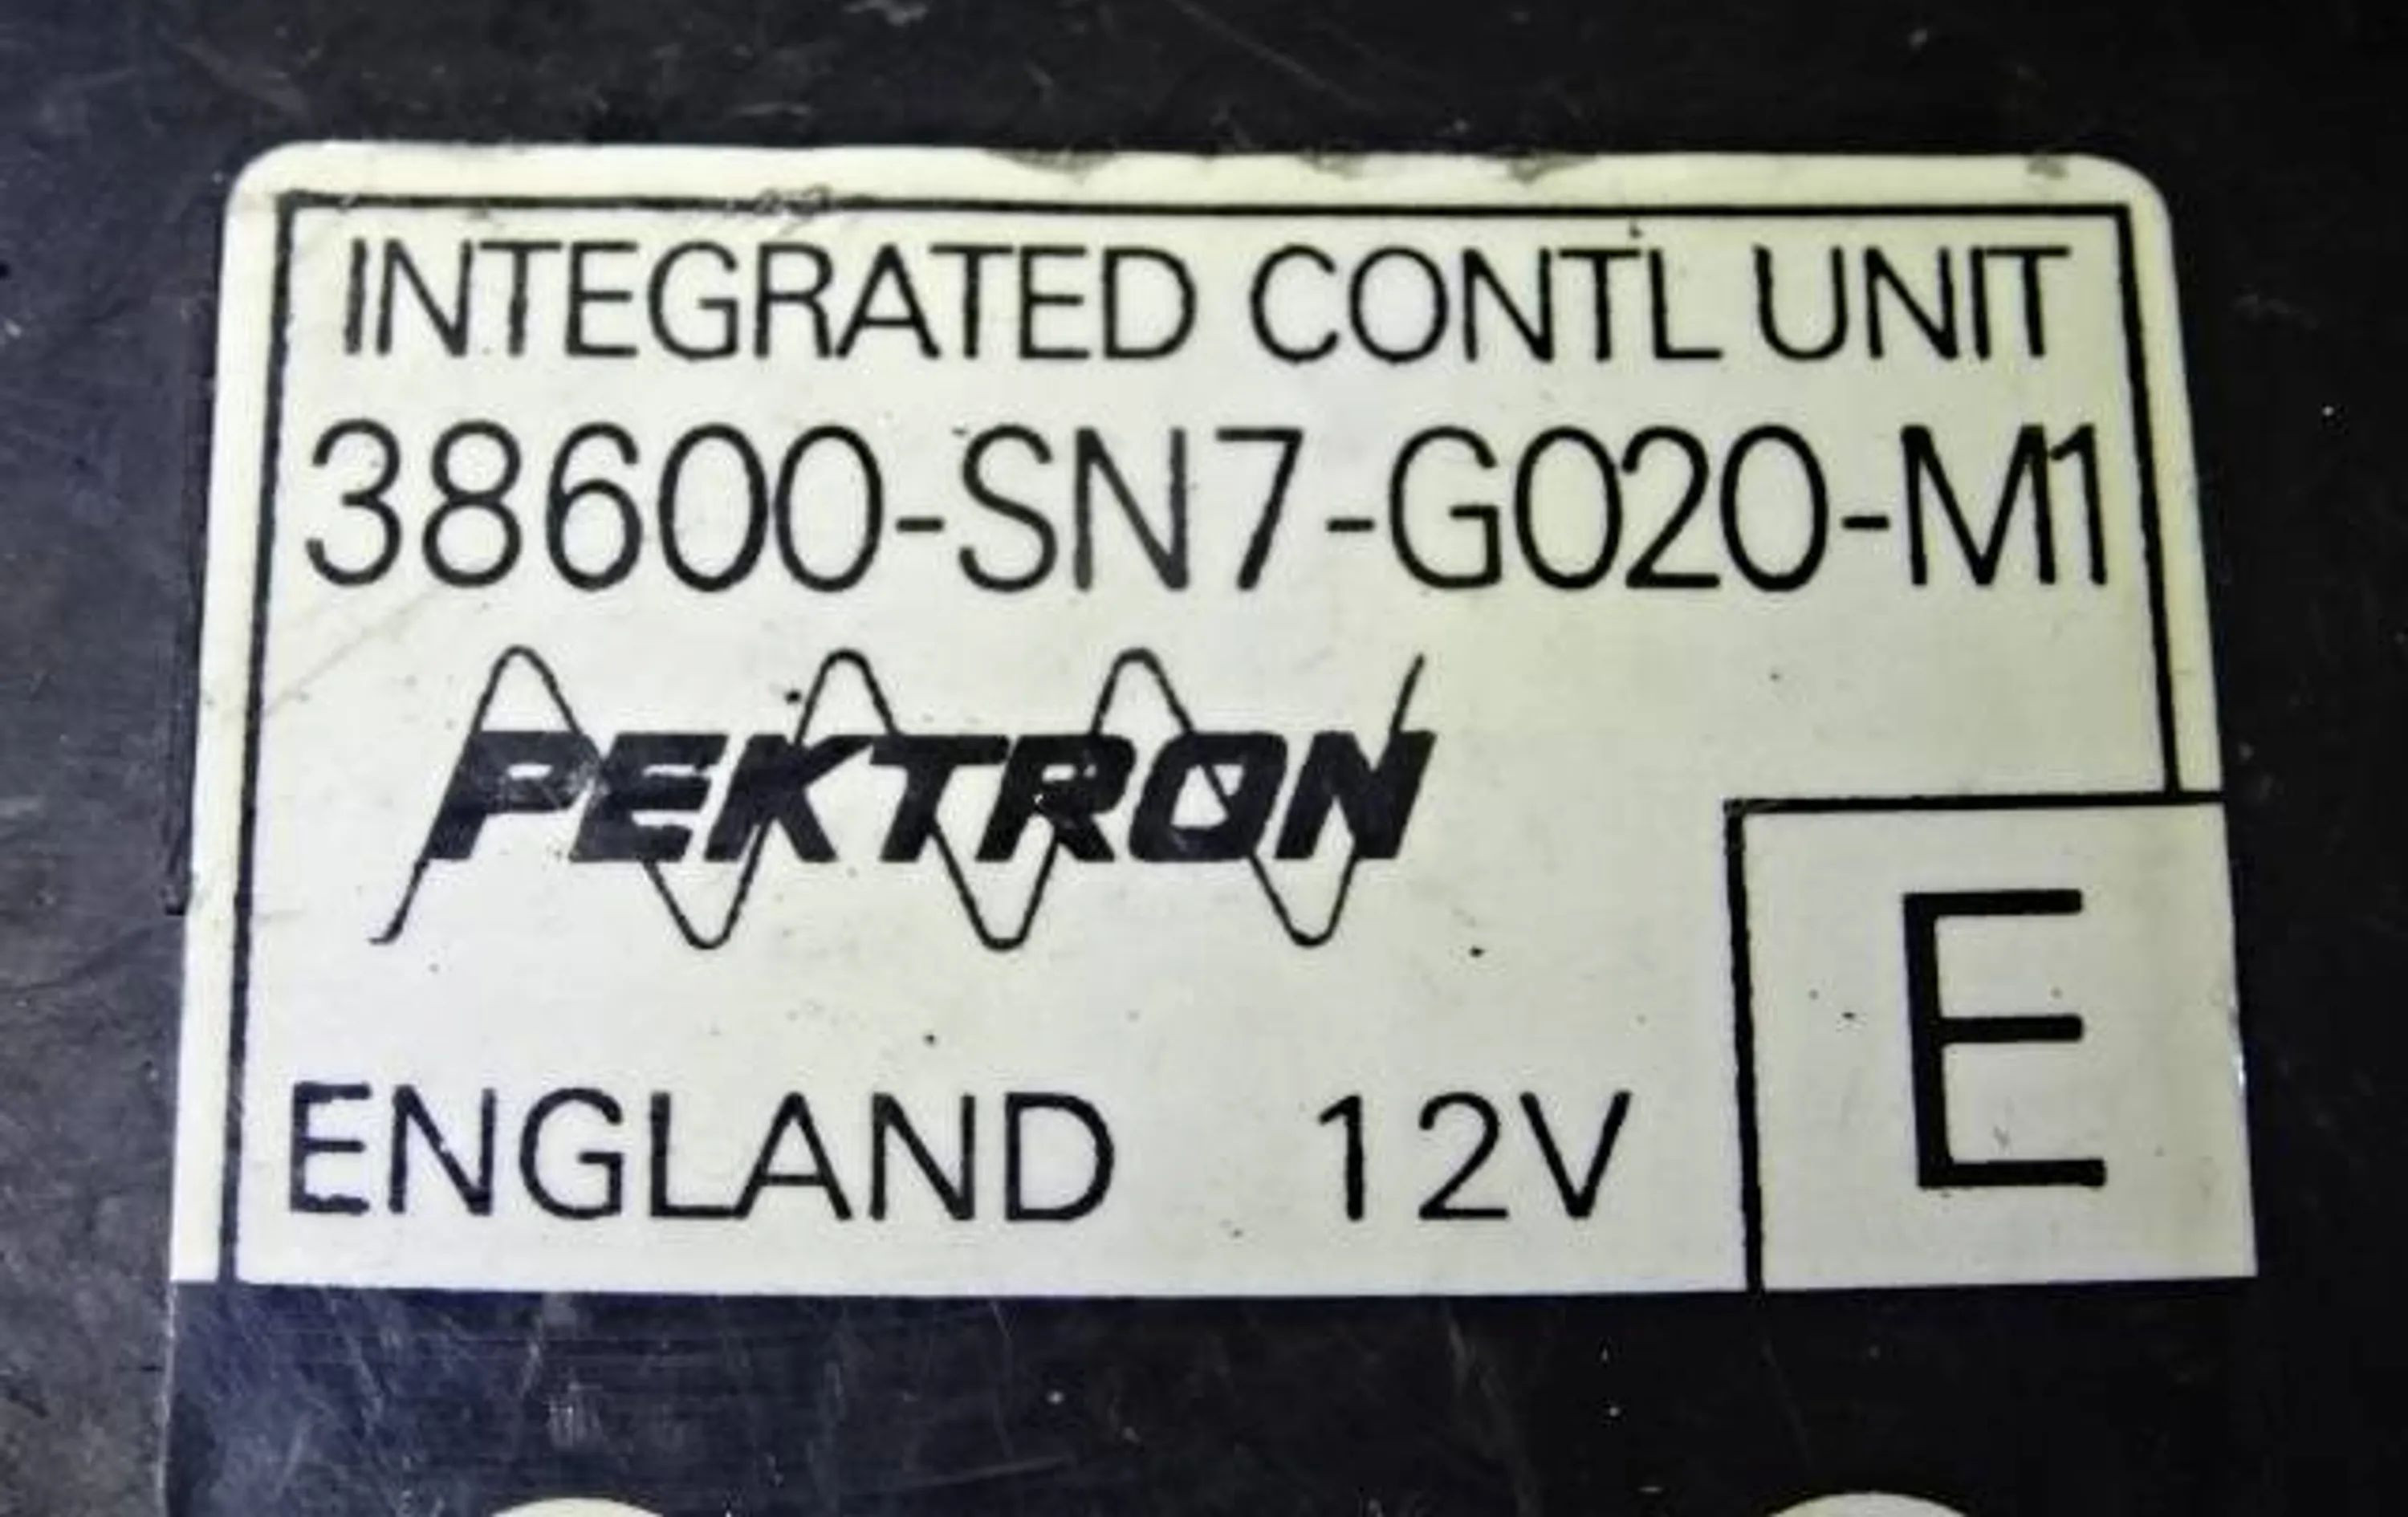 INTEGRATED CONTL UNIT
38600-SN7-G020-M1
PEKTRON
ENGLAND 12V
E